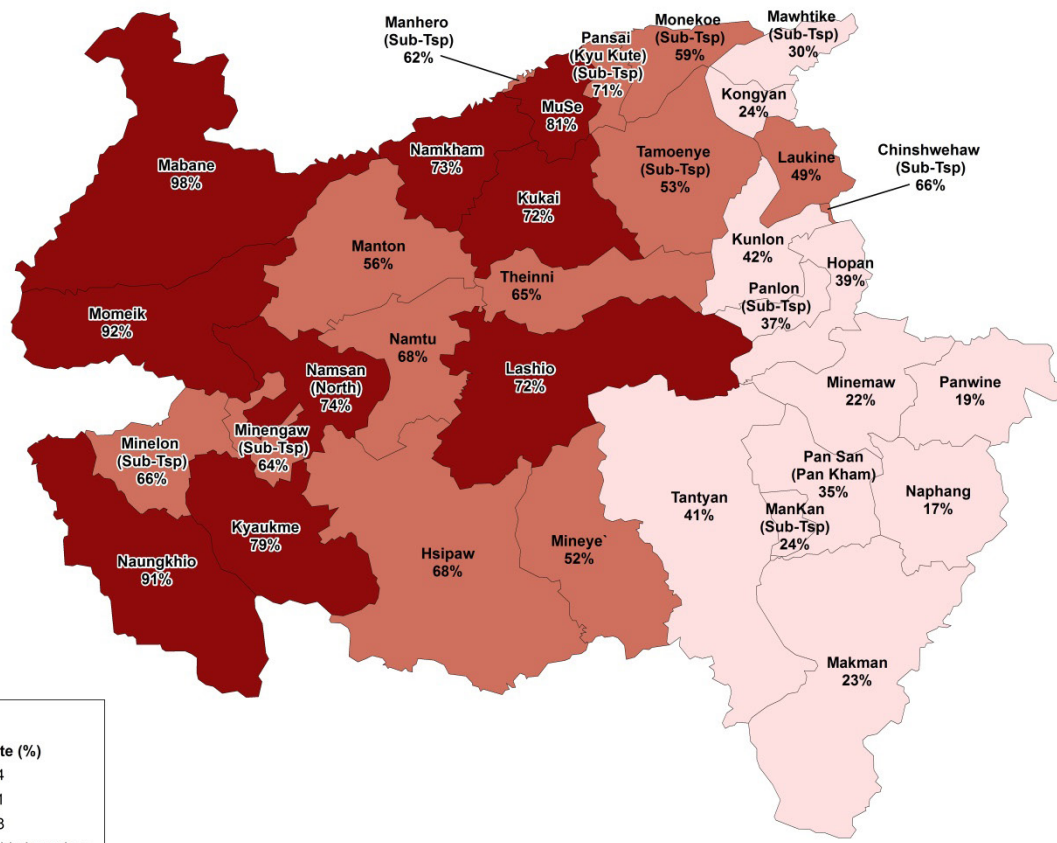 Manhero
(Sub-Tsp)
62%
Pansai
(Kyu Kute)
(Sub-Tsp)
71%
Monekoe
(Sub-Tsp)
59%
Mawhtike
(Sub-Tsp)
30%
Kongyan
24%
MuSe
81%
Namkham
73%
Mabane
98%
Tamoenye
(Sub-Tsp)
53%
Laukine
49%
Chinshwehaw
(Sub-Tsp)
66%
Kukai
72%
Manton
56%
Kunlon
42%
Hopan
39%
Theinni
65%
Panlon
(Sub-Tsp)
37%
Momeik
92%
Namtu
68%
Namsan
(North)
74%
Lashio
72%
Minemaw
22%
Panwine
19%
Minelon
(Sub-Tsp)
66%
Minengaw
(Sub-Tsp)
64%
Pan San
(Pan Kham)
35%
Naphang
17%
Tantyan
41%
ManKan
(Sub-Tsp)
24%
Kyaukme
79%
Naungkhio
91%
Hsipaw
68%
Mineye`
52%
Makman
23%
te (%)